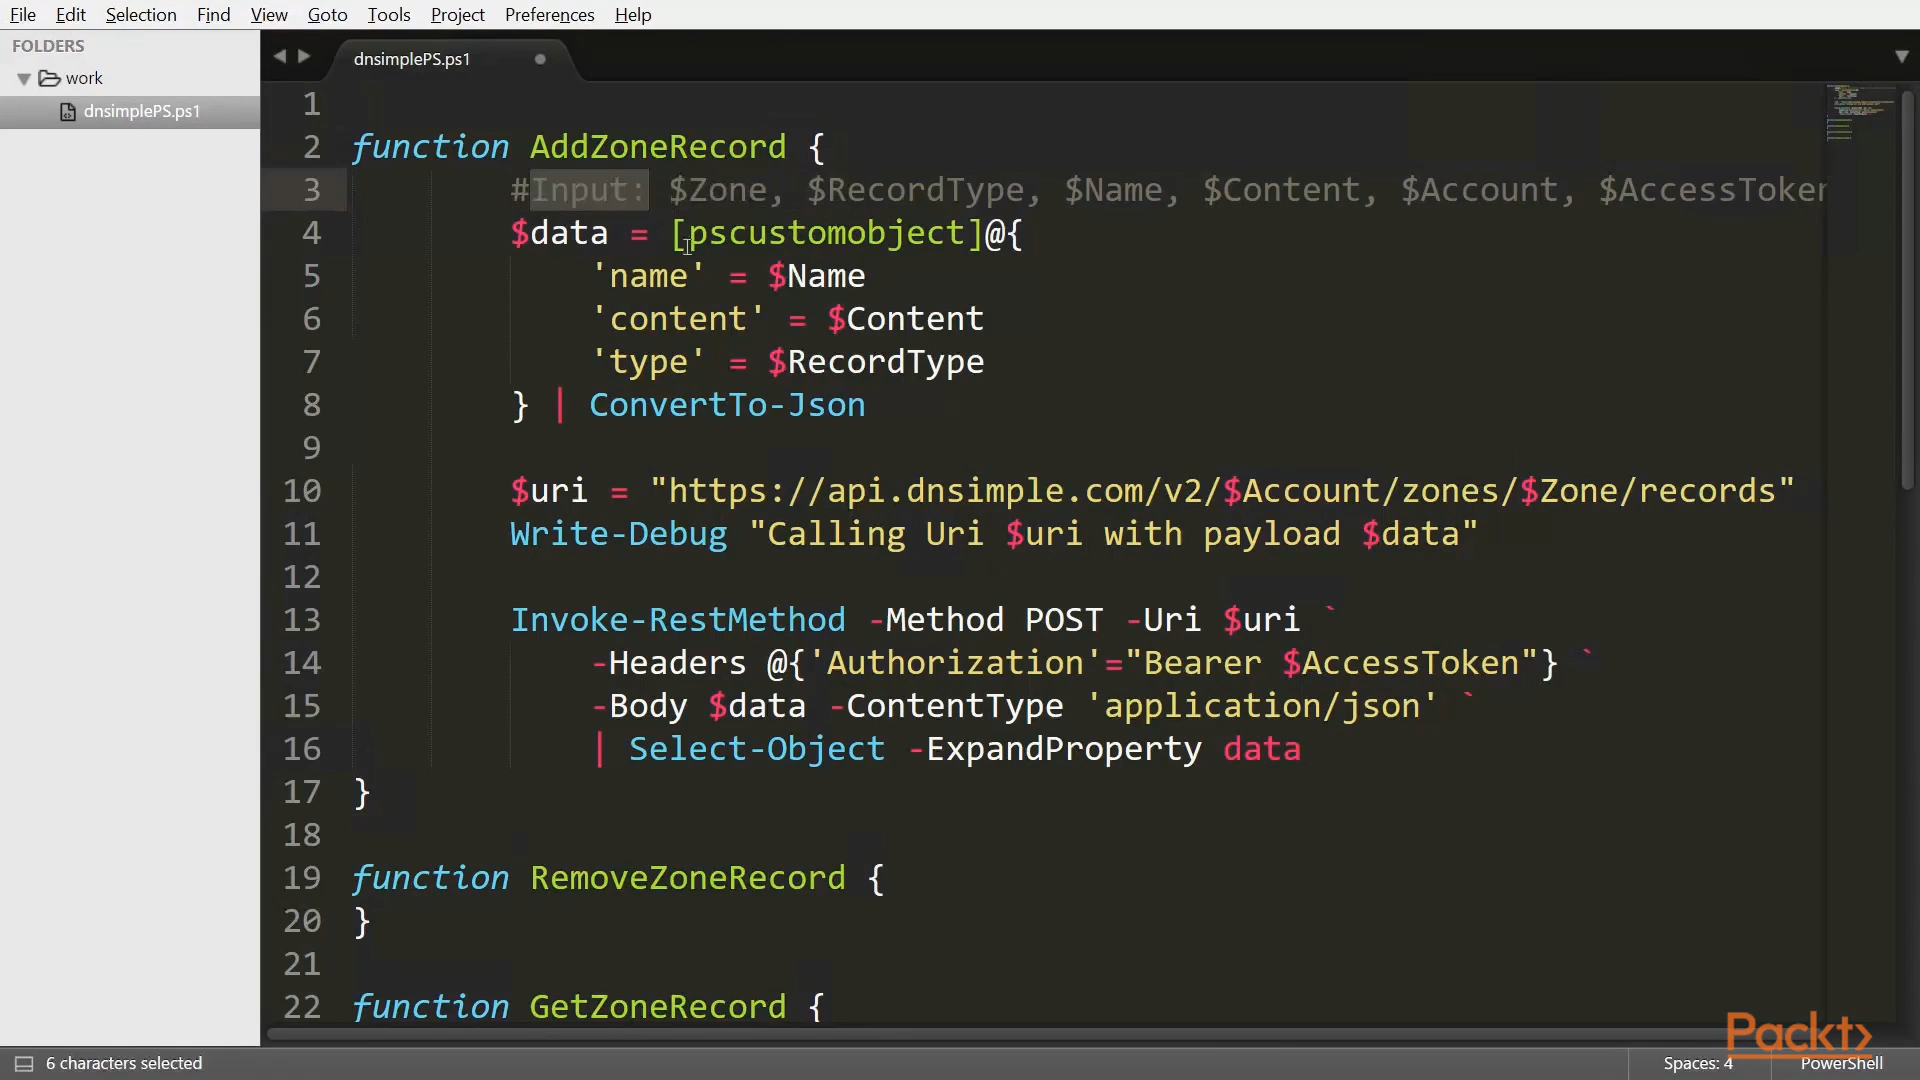 File Edit Selection Find View Goto Tools Project Preferences Help
FOLDERS
work
dnsimplePS.ps1
dnsimplePS.ps1
1
2 function AddZoneRecord {
3 #Input: $Zone, $RecordType, $Name, $Content, $Account, $AccessToken
4 $data = [pscustomobject]@{
5 'name' = $Name
6 'content' = $Content
7 'type' = $RecordType
8 } | ConvertTo-Json
9
10 $uri = "https://api.dnsimple.com/v2/$Account/zones/$Zone/records"
11 Write-Debug "Calling Uri $uri with payload $data"
12
13 Invoke-RestMethod -Method POST -Uri $uri `
14 -Headers @{'Authorization'="Bearer $AccessToken"} `
15 -Body $data -ContentType 'application/json' `
16 | Select-Object -ExpandProperty data
17 }
18
19 function RemoveZoneRecord {
20 }
21
22 function GetZoneRecord {
Packt>
6 characters selected Spaces: 4 PowerShell